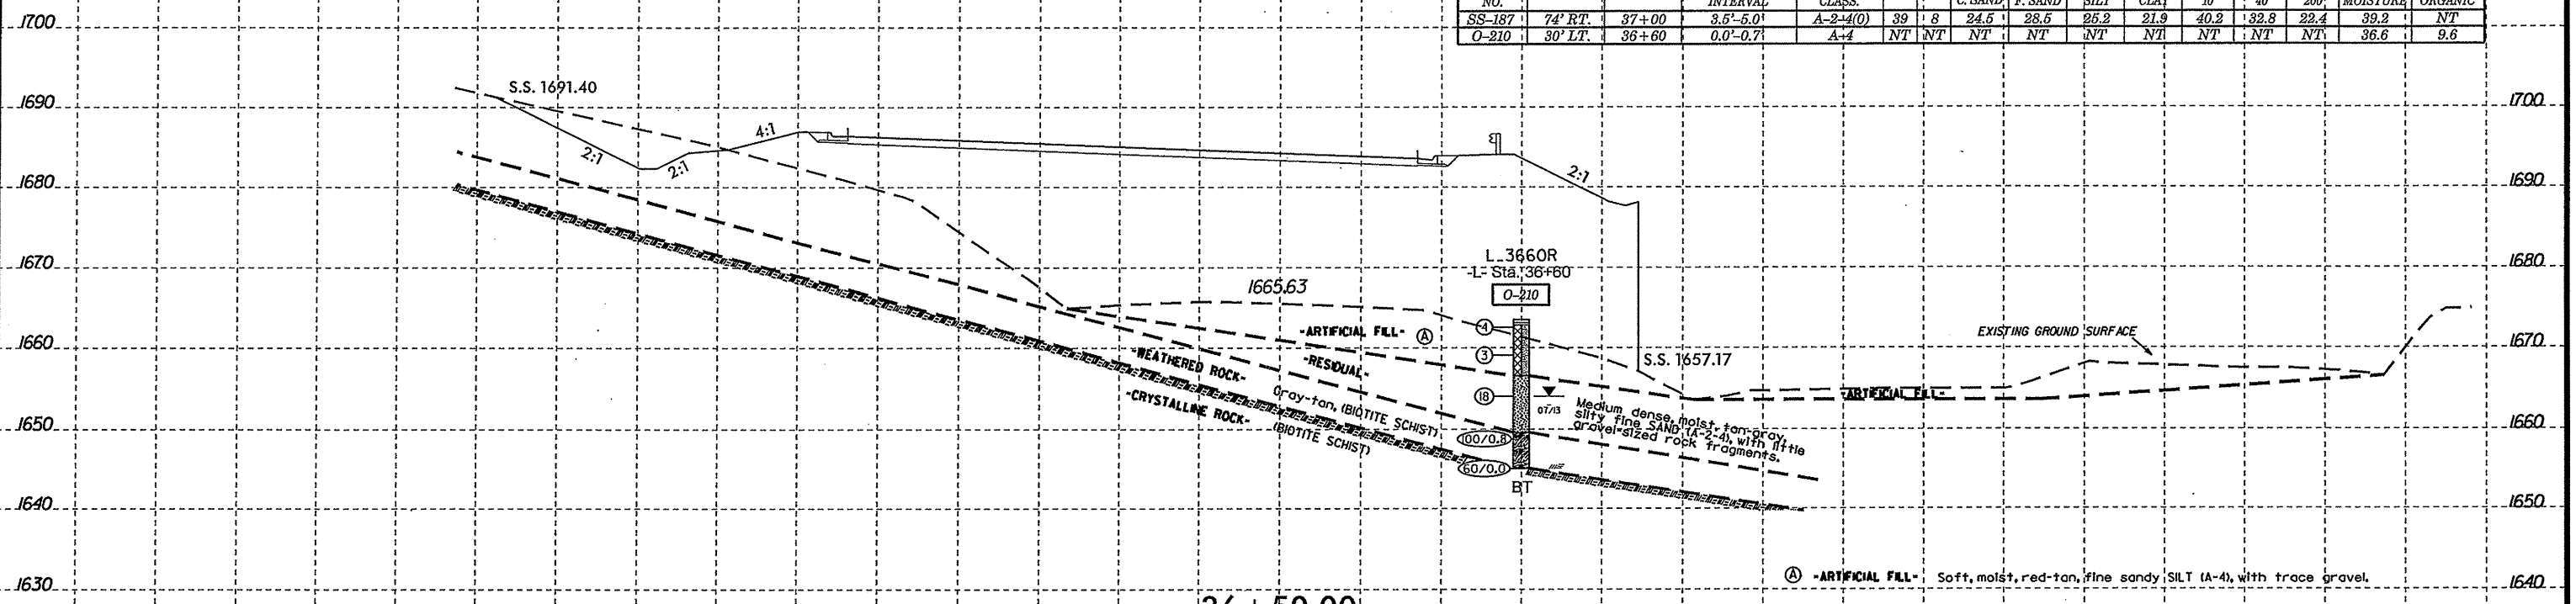 NO. INTERVAL CLASS. C. SAND F. SAND SILT CLAY 10 40 200 MOISTURE ORGANIC
SS-187 74' RT. 37+00 3.5'-5.0' A-2-4(0) 39 8 24.5 28.5 25.2 21.9 40.2 32.8 22.4 39.2 NT
O-210 30' LT. 36+60 0.0'-0.7' A-4 NT NT NT NT NT NT NT NT NT 36.6 9.6
1700
1690
1680
1670
1660
1650
1640
1630
S.S. 1691.40
2:1
2:1
4:1
2:1
L_3660R
-L- Sta. 36+60
O-210
1665.63
-ARTIFICIAL FILL- A
-RESIDUAL-
-WEATHERED ROCK- Gray-tan, (BIOTITE SCHIST)
-CRYSTALLINE ROCK- (BIOTITE SCHIST)
4
3
18
100/0.8
60/0.0
BT
07/13
Medium dense, moist, tan-gray,
silty fine SAND (A-2-4), with little
gravel-sized rock fragments.
S.S. 1657.17
-ARTIFICIAL FILL-
EXISTING GROUND SURFACE
1700
1690
1680
1670
1660
1650
1640
A -ARTIFICIAL FILL- Soft, moist, red-tan, fine sandy SILT (A-4), with trace gravel.